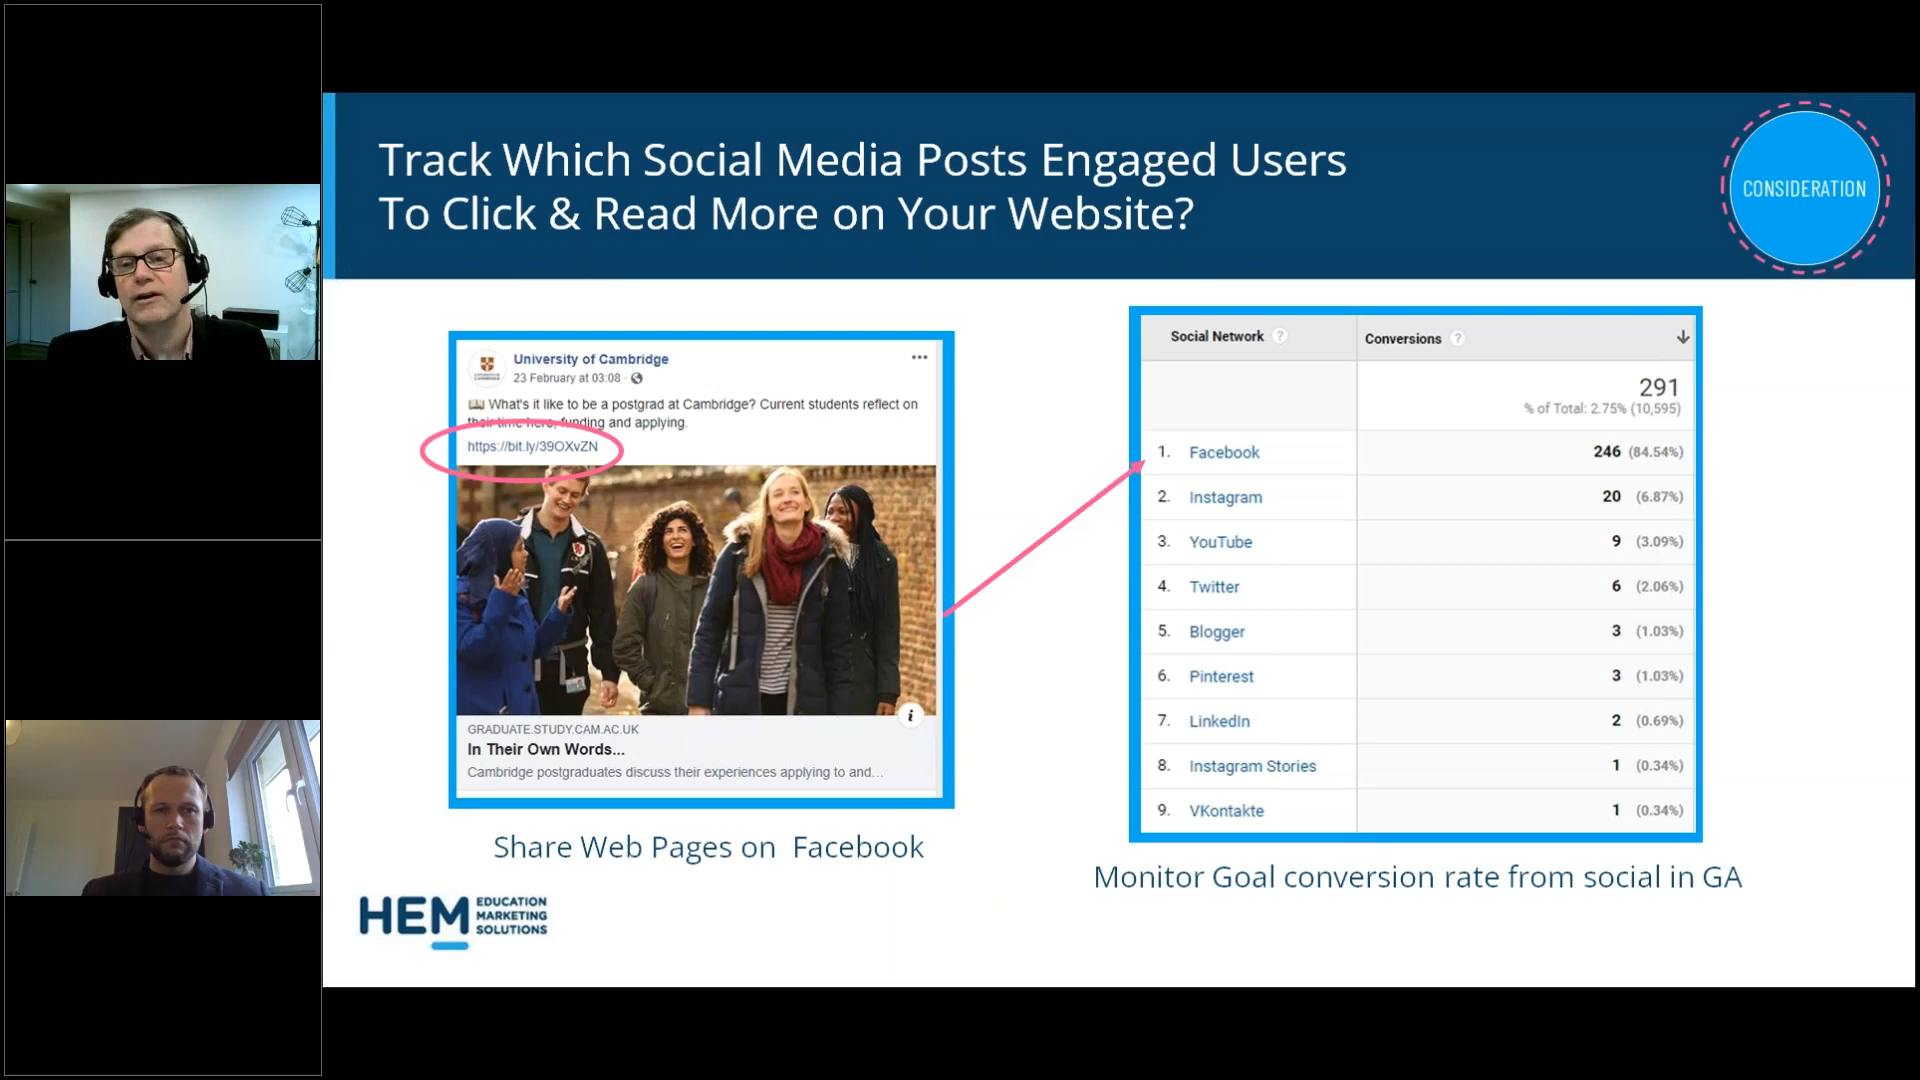 Track Which Social Media Posts Engaged Users
To Click & Read More on Your Website?
CONSIDERATION
University of Cambridge
23 February at 03:08 ·
What's it like to be a postgrad at Cambridge? Current students reflect on
their time here, funding and applying.
https://bit.ly/39OXvZN
GRADUATE.STUDY.CAM.AC.UK
In Their Own Words...
Cambridge postgraduates discuss their experiences applying to and...
Share Web Pages on Facebook
Social Network ? Conversions ?
291
% of Total: 2.75% (10,595)
1. Facebook 246 (84.54%)
2. Instagram 20 (6.87%)
3. YouTube 9 (3.09%)
4. Twitter 6 (2.06%)
5. Blogger 3 (1.03%)
6. Pinterest 3 (1.03%)
7. LinkedIn 2 (0.69%)
8. Instagram Stories 1 (0.34%)
9. VKontakte 1 (0.34%)
Monitor Goal conversion rate from social in GA
HEM EDUCATION
MARKETING
SOLUTIONS